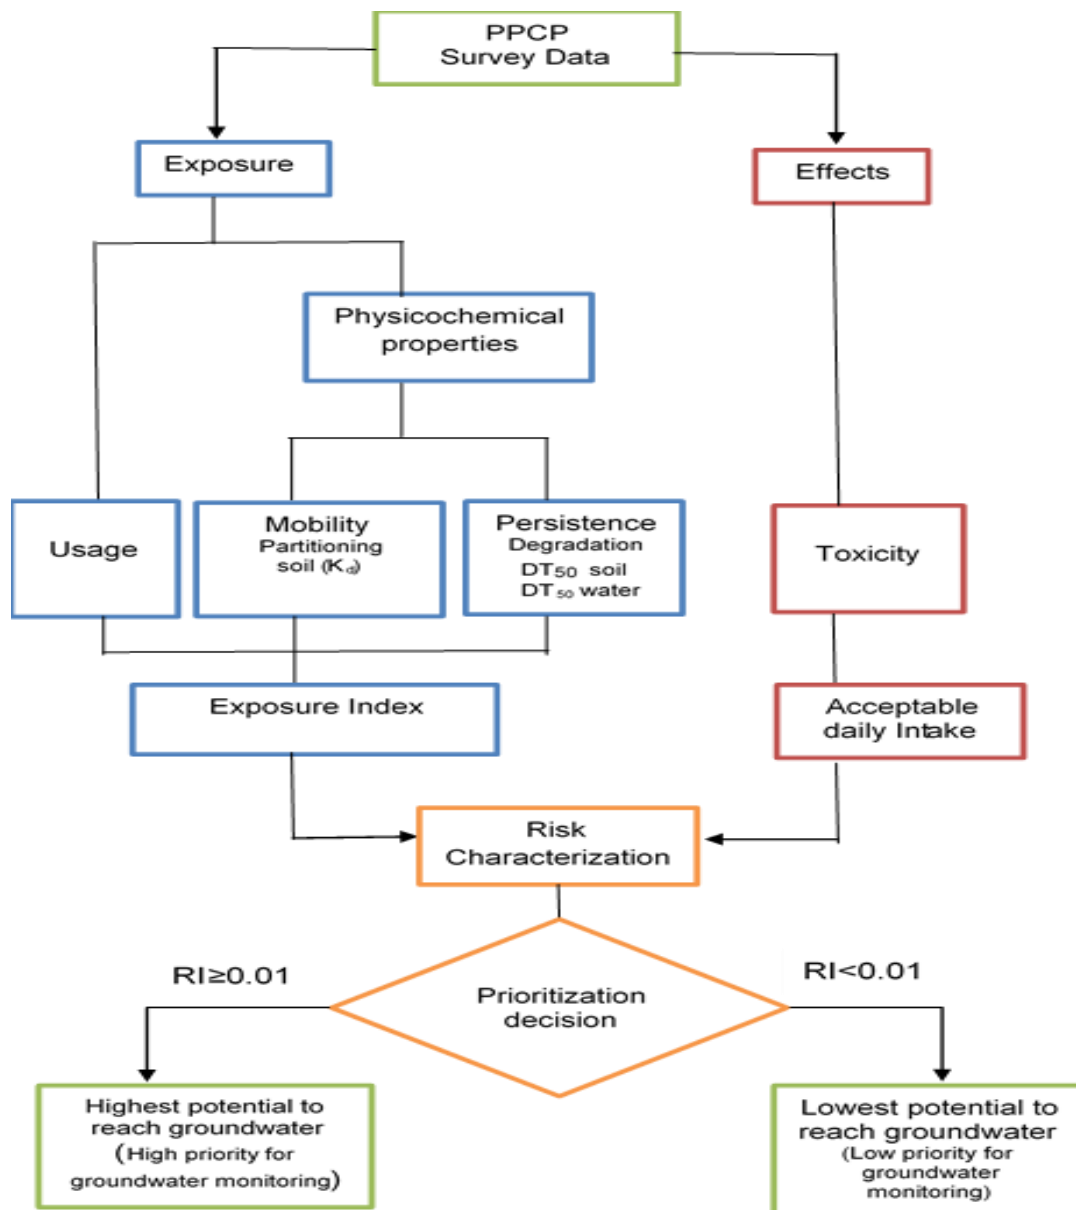 PPCP
Survey Data
Exposure
Effects
Physicochemical
properties
Usage
Mobility
Partitioning
soil (Kd)
Persistence
Degradation
DT50 soil
DT50 water
Toxicity
Exposure Index
Acceptable
daily Intake
Risk
Characterization
RI≥0.01
RI<0.01
Prioritization
decision
Highest potential to
reach groundwater
(High priority for
groundwater monitoring)
Lowest potential to
reach groundwater
(Low priority for
groundwater
monitoring)